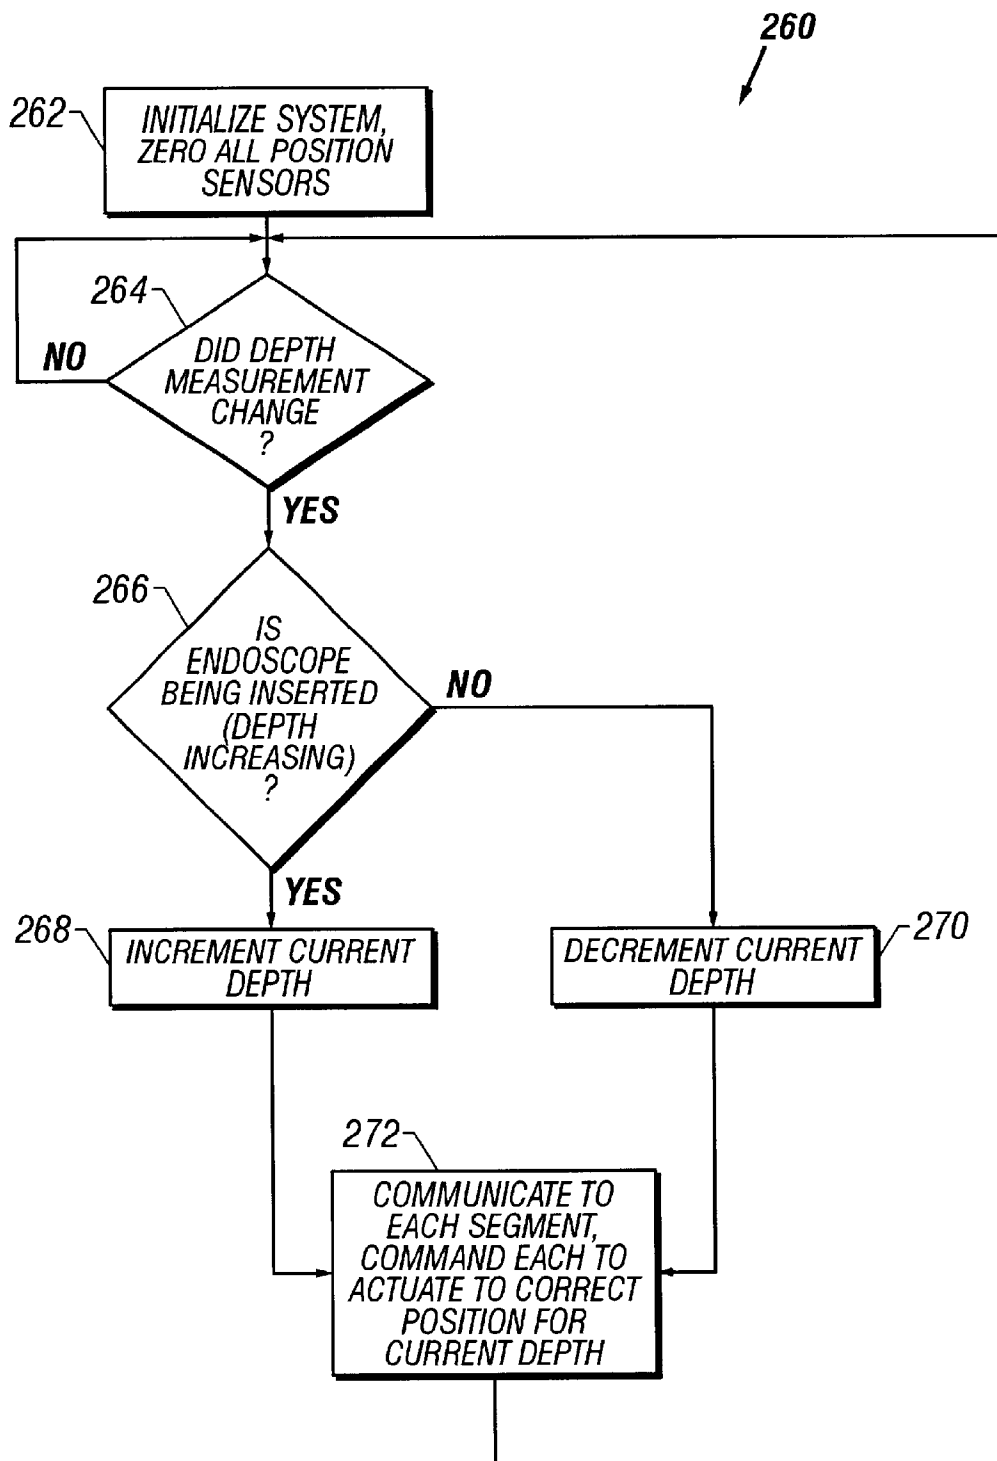 260
262
INITIALIZE SYSTEM,
ZERO ALL POSITION
SENSORS
264
NO
DID DEPTH
MEASUREMENT
CHANGE
?
YES
266
IS
ENDOSCOPE
BEING INSERTED
(DEPTH
INCREASING)
?
NO
YES
268
INCREMENT CURRENT
DEPTH
DECREMENT CURRENT
DEPTH
270
272
COMMUNICATE TO
EACH SEGMENT,
COMMAND EACH TO
ACTUATE TO CORRECT
POSITION FOR
CURRENT DEPTH